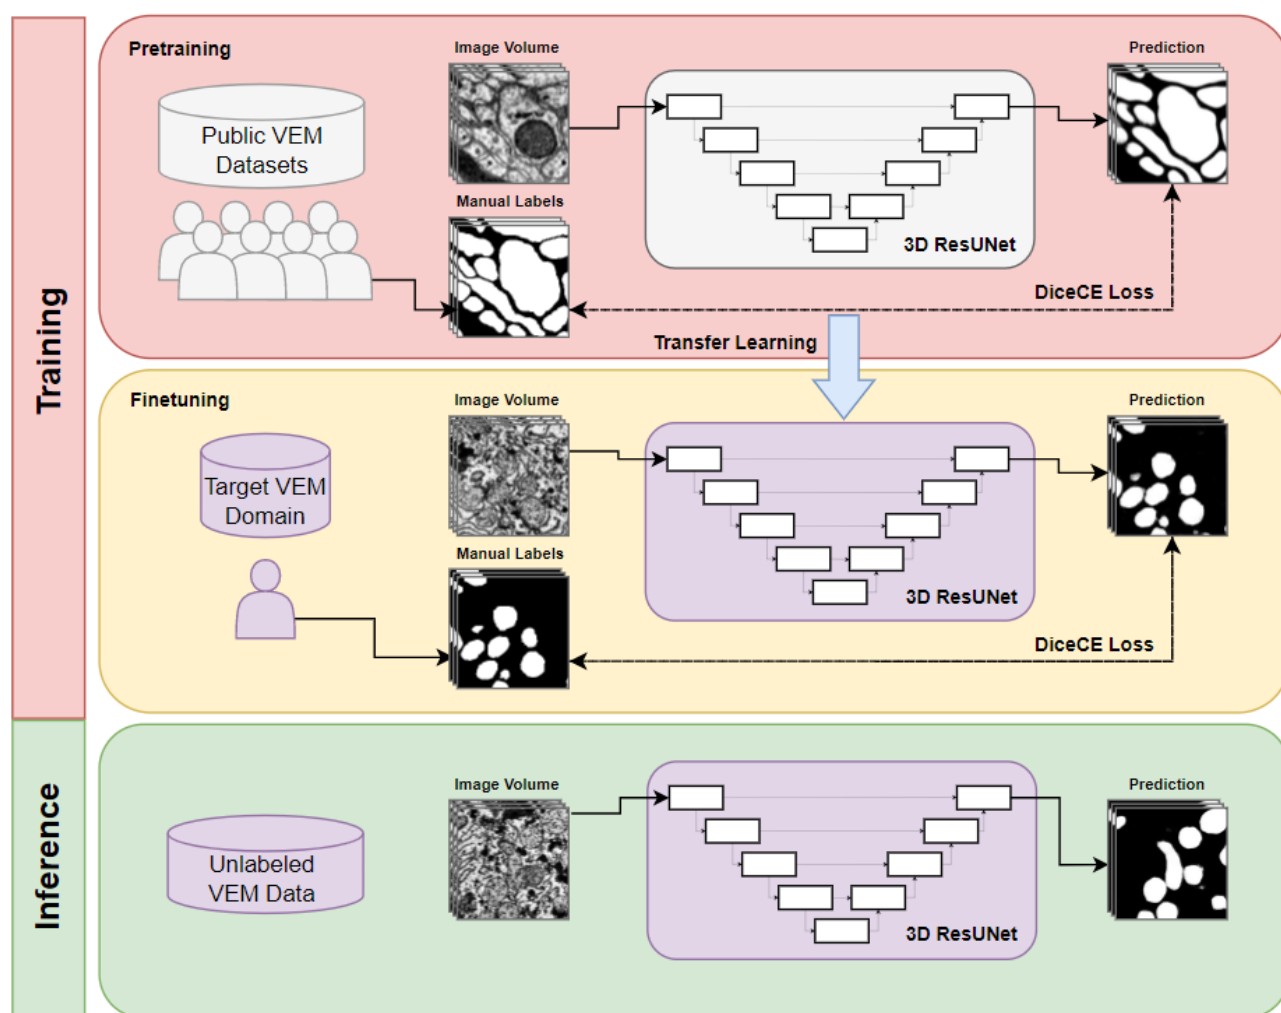 Training
Pretraining
Public VEM
Datasets
Image Volume
Manual Labels
3D ResUNet
Prediction
DiceCE Loss
Transfer Learning
Finetuning
Target VEM
Domain
Image Volume
Manual Labels
3D ResUNet
Prediction
DiceCE Loss
Inference
Unlabeled
VEM Data
Image Volume
3D ResUNet
Prediction